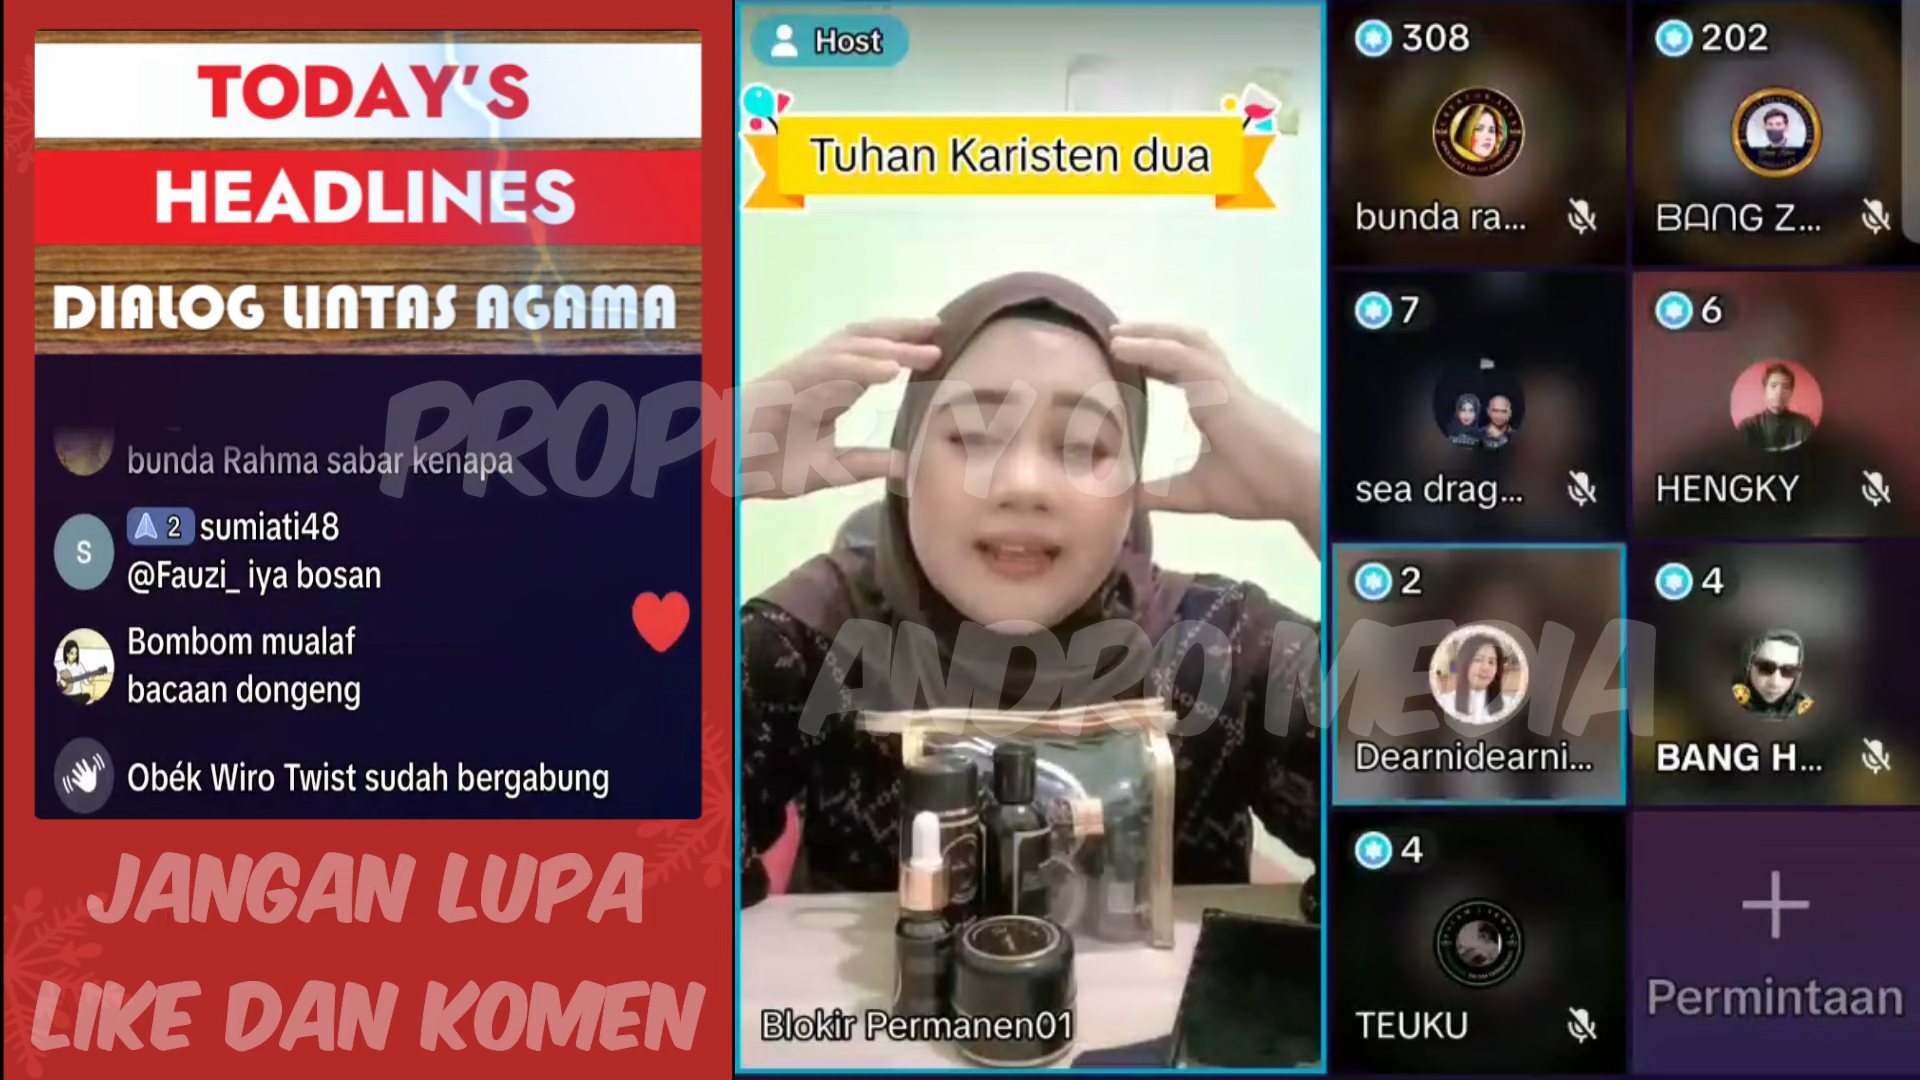 TODAY'S
HEADLINES
DIALOG LINTAS AGAMA
bunda Rahma sabar kenapa
S
2 sumiati48
@Fauzi_ iya bosan
Bombom mualaf
bacaan dongeng
Obék Wiro Twist sudah bergabung
JANGAN LUPA
LIKE DAN KOMEN
PROPERTY OF
ANDRO MEDIA
Host
Tuhan Karisten dua
Blokir Permanen01
308
bunda ra...
202
BANG Z...
7
sea drag...
6
HENGKY
2
Dearnidearni...
4
BANG H...
4
TEUKU
Permintaan